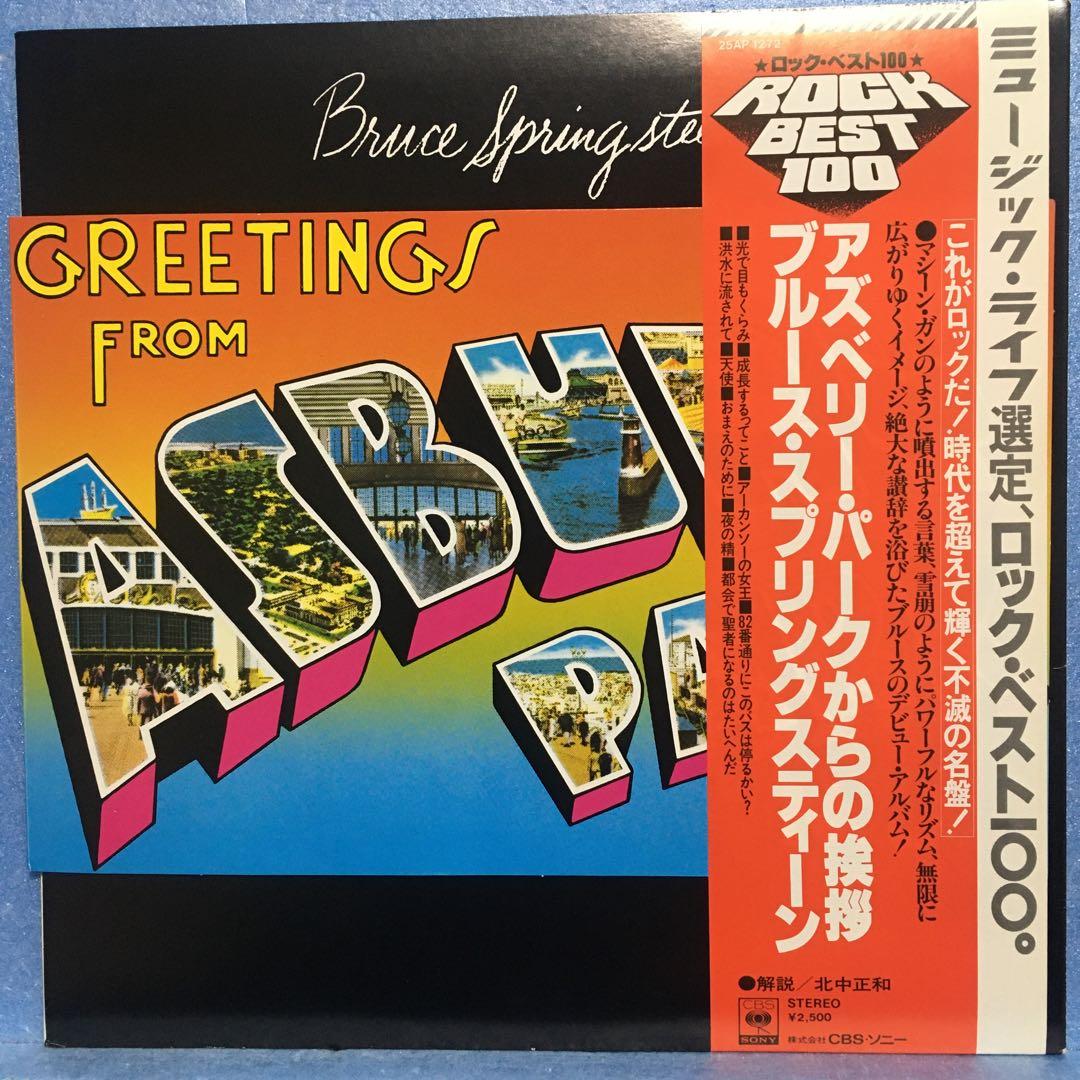 Bruce Springstee
GREETINGS
FROM
ASBU
PA
25AP 1272
★ロック・ベスト100★
ROCK
BEST
100
ミュージック・ライフ選定、ロック・ベスト100。
これがロックだ!時代を超えて輝く不滅の名盤!
●マシーン・ガンのように噴出する言葉、雪崩のようにパワーフルなリズム、無限に
広がりゆくイメージ、絶大な讃辞を浴びたブルースのデビュー・アルバム!
アズベリー・パークからの挨拶
ブルース・スプリングスティーン
■光で目もくらみ■成長するってこと■アーカンソーの女王■82番通りにこのバスは停るかい?
■洪水に流されて■天使■おまえのために■夜の精■都会で聖者になるのはたいへんだ
●解説/北中正和
CBS
SONY
STEREO
¥2,500
株式会社CBS・ソニー